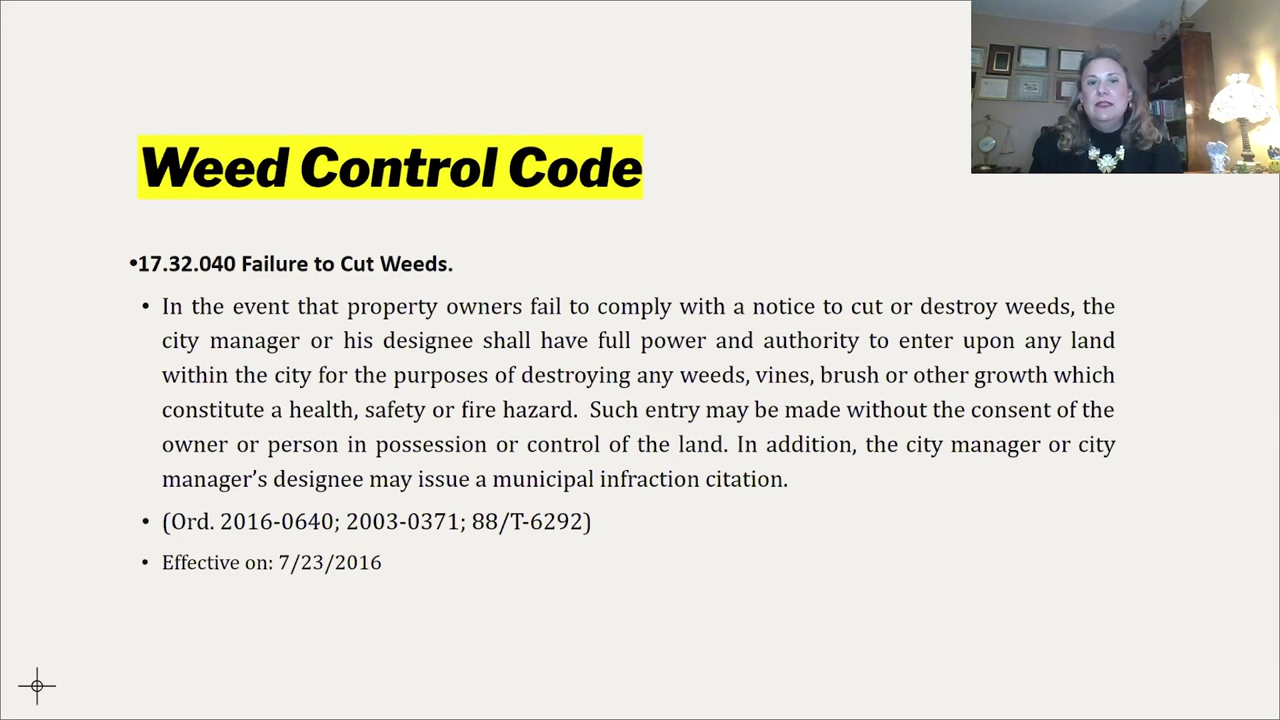 Weed Control Code
•17.32.040 Failure to Cut Weeds.
• In the event that property owners fail to comply with a notice to cut or destroy weeds, the
city manager or his designee shall have full power and authority to enter upon any land
within the city for the purposes of destroying any weeds, vines, brush or other growth which
constitute a health, safety or fire hazard.  Such entry may be made without the consent of the
owner or person in possession or control of the land. In addition, the city manager or city
manager’s designee may issue a municipal infraction citation.
• (Ord. 2016-0640; 2003-0371; 88/T-6292)
• Effective on: 7/23/2016